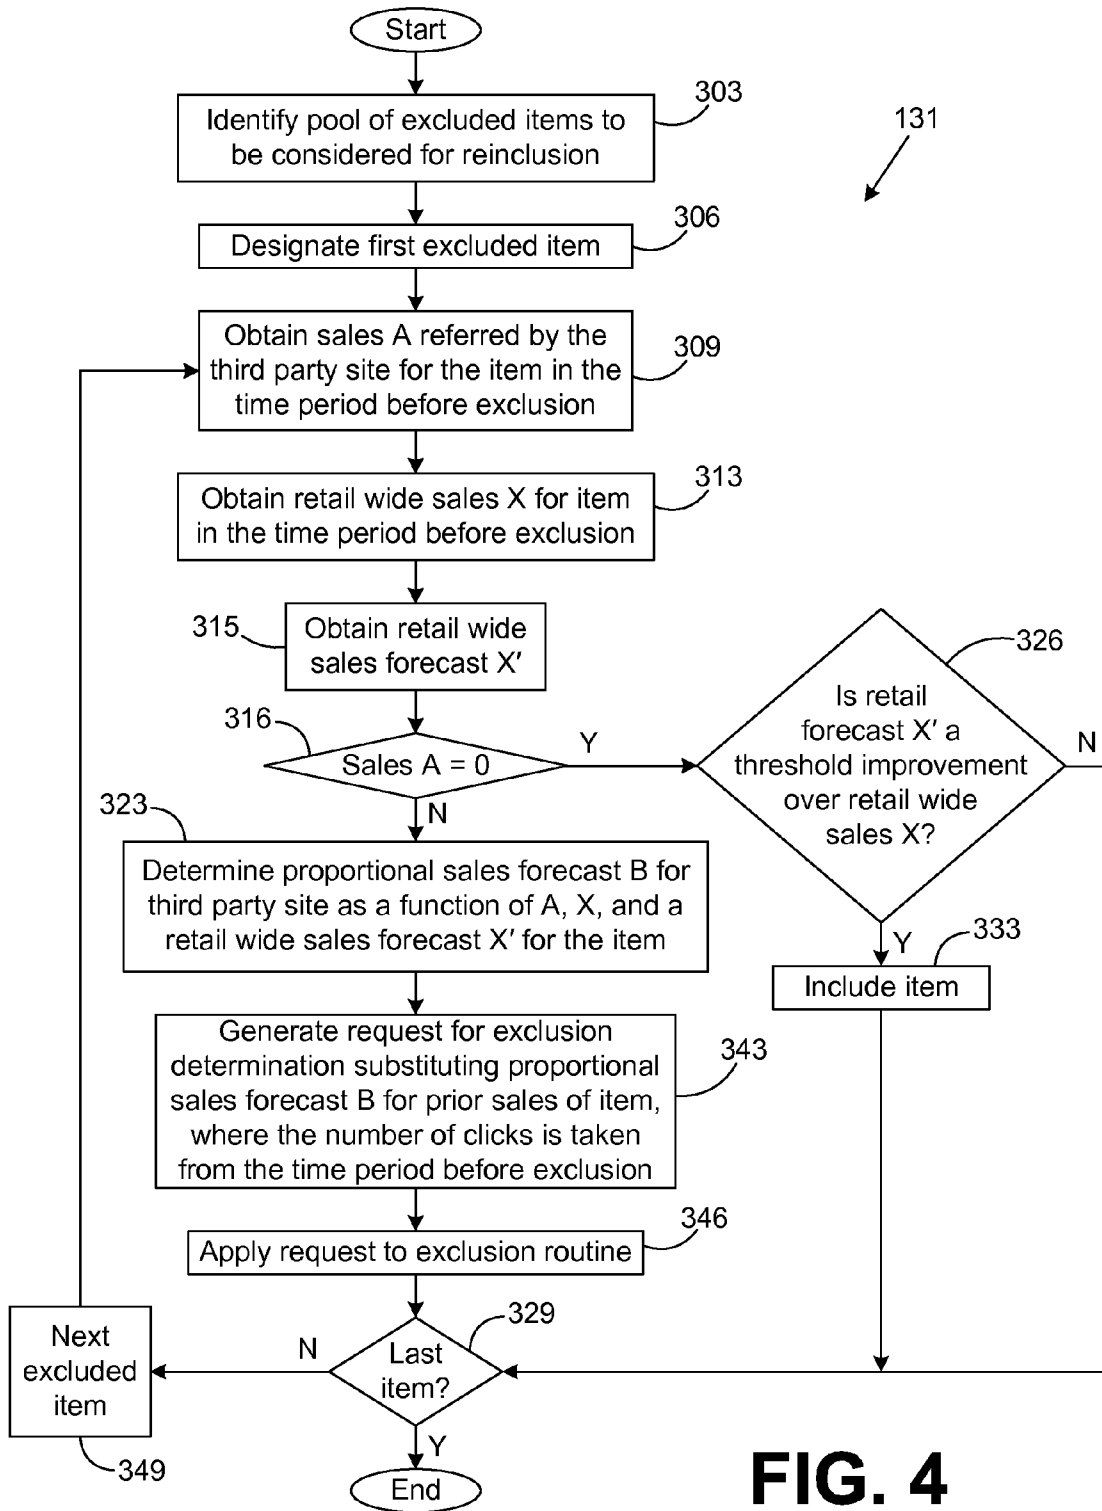 Start
Identify pool of excluded items to
be considered for reinclusion
303
131
Designate first excluded item
306
Obtain sales A referred by the
third party site for the item in the
time period before exclusion
309
Obtain retail wide sales X for item
in the time period before exclusion
313
315
Obtain retail wide
sales forecast X′
316
Sales A = 0
Y
N
326
Is retail
forecast X′ a
threshold improvement
over retail wide
sales X?
N
Y
333
Include item
323
Determine proportional sales forecast B for
third party site as a function of A, X, and a
retail wide sales forecast X′ for the item
Generate request for exclusion
determination substituting proportional
sales forecast B for prior sales of item,
where the number of clicks is taken
from the time period before exclusion
343
Apply request to exclusion routine
346
329
Last
item?
N
Y
Next
excluded
item
349
End
FIG. 4